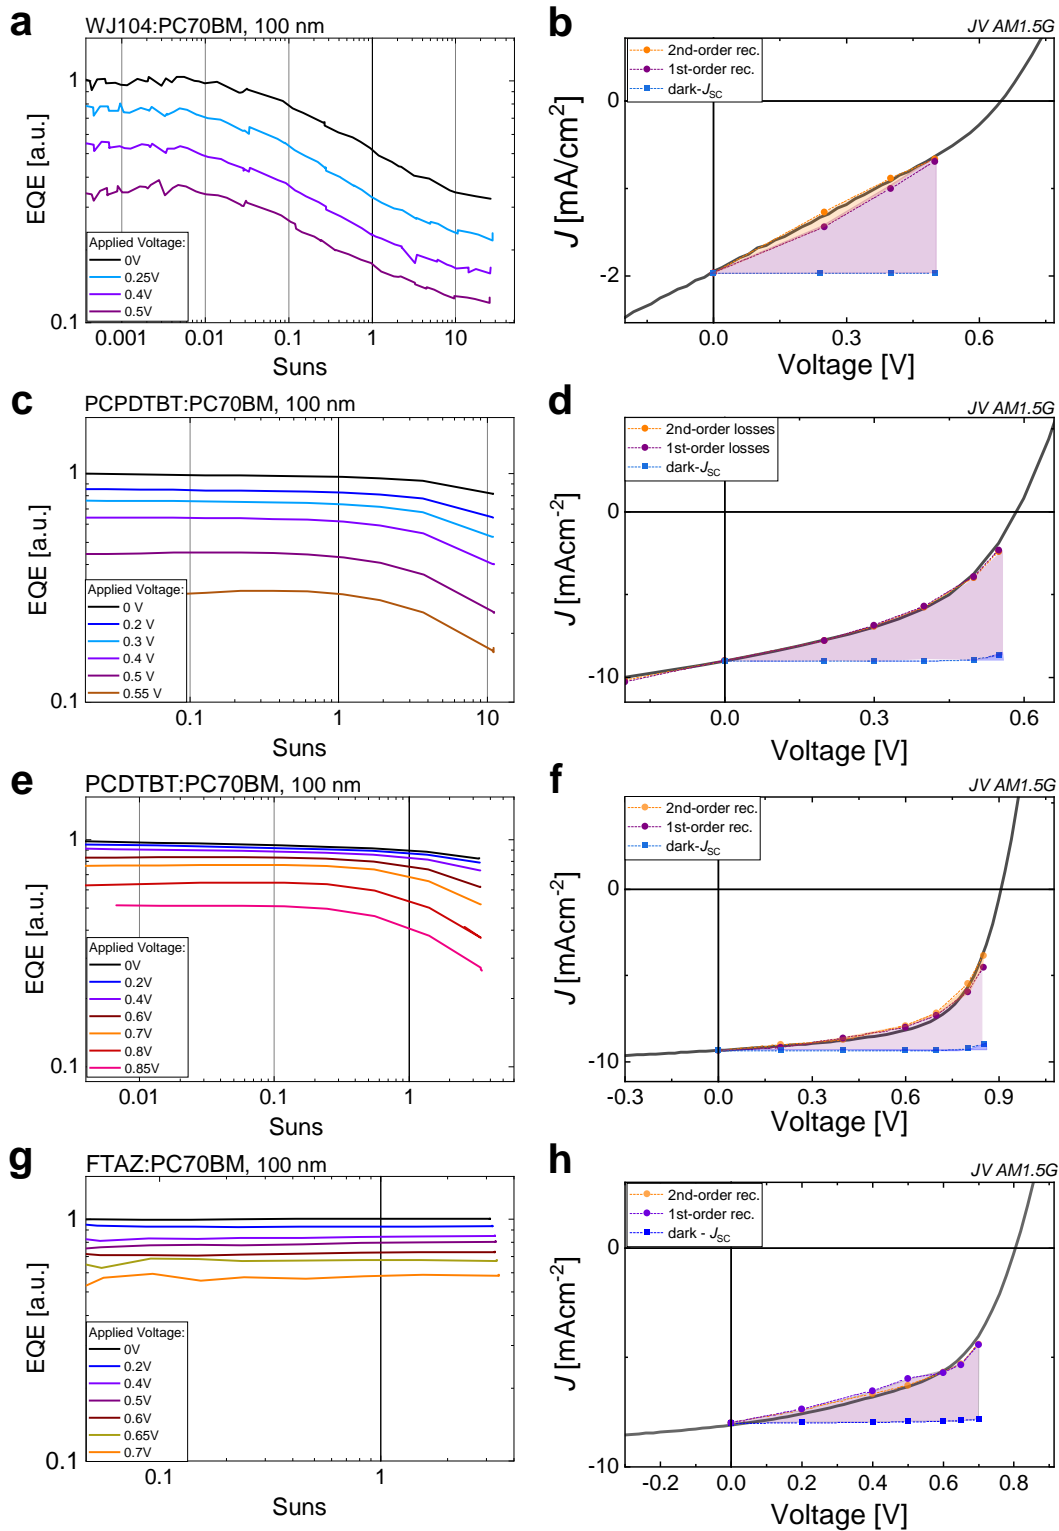 a
WJ104:PC70BM, 100 nm
EQE [a.u.]
1
0.1
Applied Voltage:
0V
0.25V
0.4V
0.5V
0.001
0.01
0.1
1
10
Suns
b
JV AM1.5G
2nd-order rec.
1st-order rec.
dark-JSC
J [mA/cm²]
0
-2
0.0
0.3
0.6
Voltage [V]
c
PCPDTBT:PC70BM, 100 nm
EQE [a.u.]
1
0.1
Applied Voltage:
0 V
0.2 V
0.3 V
0.4 V
0.5 V
0.55 V
0.1
1
10
Suns
d
JV AM1.5G
2nd-order losses
1st-order losses
dark-JSC
J [mAcm⁻²]
0
-10
0.0
0.3
0.6
Voltage [V]
e
PCDTBT:PC70BM, 100 nm
EQE [a.u.]
1
0.1
Applied Voltage:
0V
0.2V
0.4V
0.6V
0.7V
0.8V
0.85V
0.01
0.1
1
Suns
f
JV AM1.5G
2nd-order rec.
1st-order rec.
dark-JSC
J [mAcm⁻²]
0
-10
-0.3
0.0
0.3
0.6
0.9
Voltage [V]
g
FTAZ:PC70BM, 100 nm
EQE [a.u.]
1
0.1
Applied Voltage:
0V
0.2V
0.4V
0.5V
0.6V
0.65V
0.7V
0.1
1
Suns
h
JV AM1.5G
2nd-order rec.
1st-order rec.
dark - JSC
J [mAcm⁻²]
0
-10
-0.2
0.0
0.2
0.4
0.6
0.8
Voltage [V]